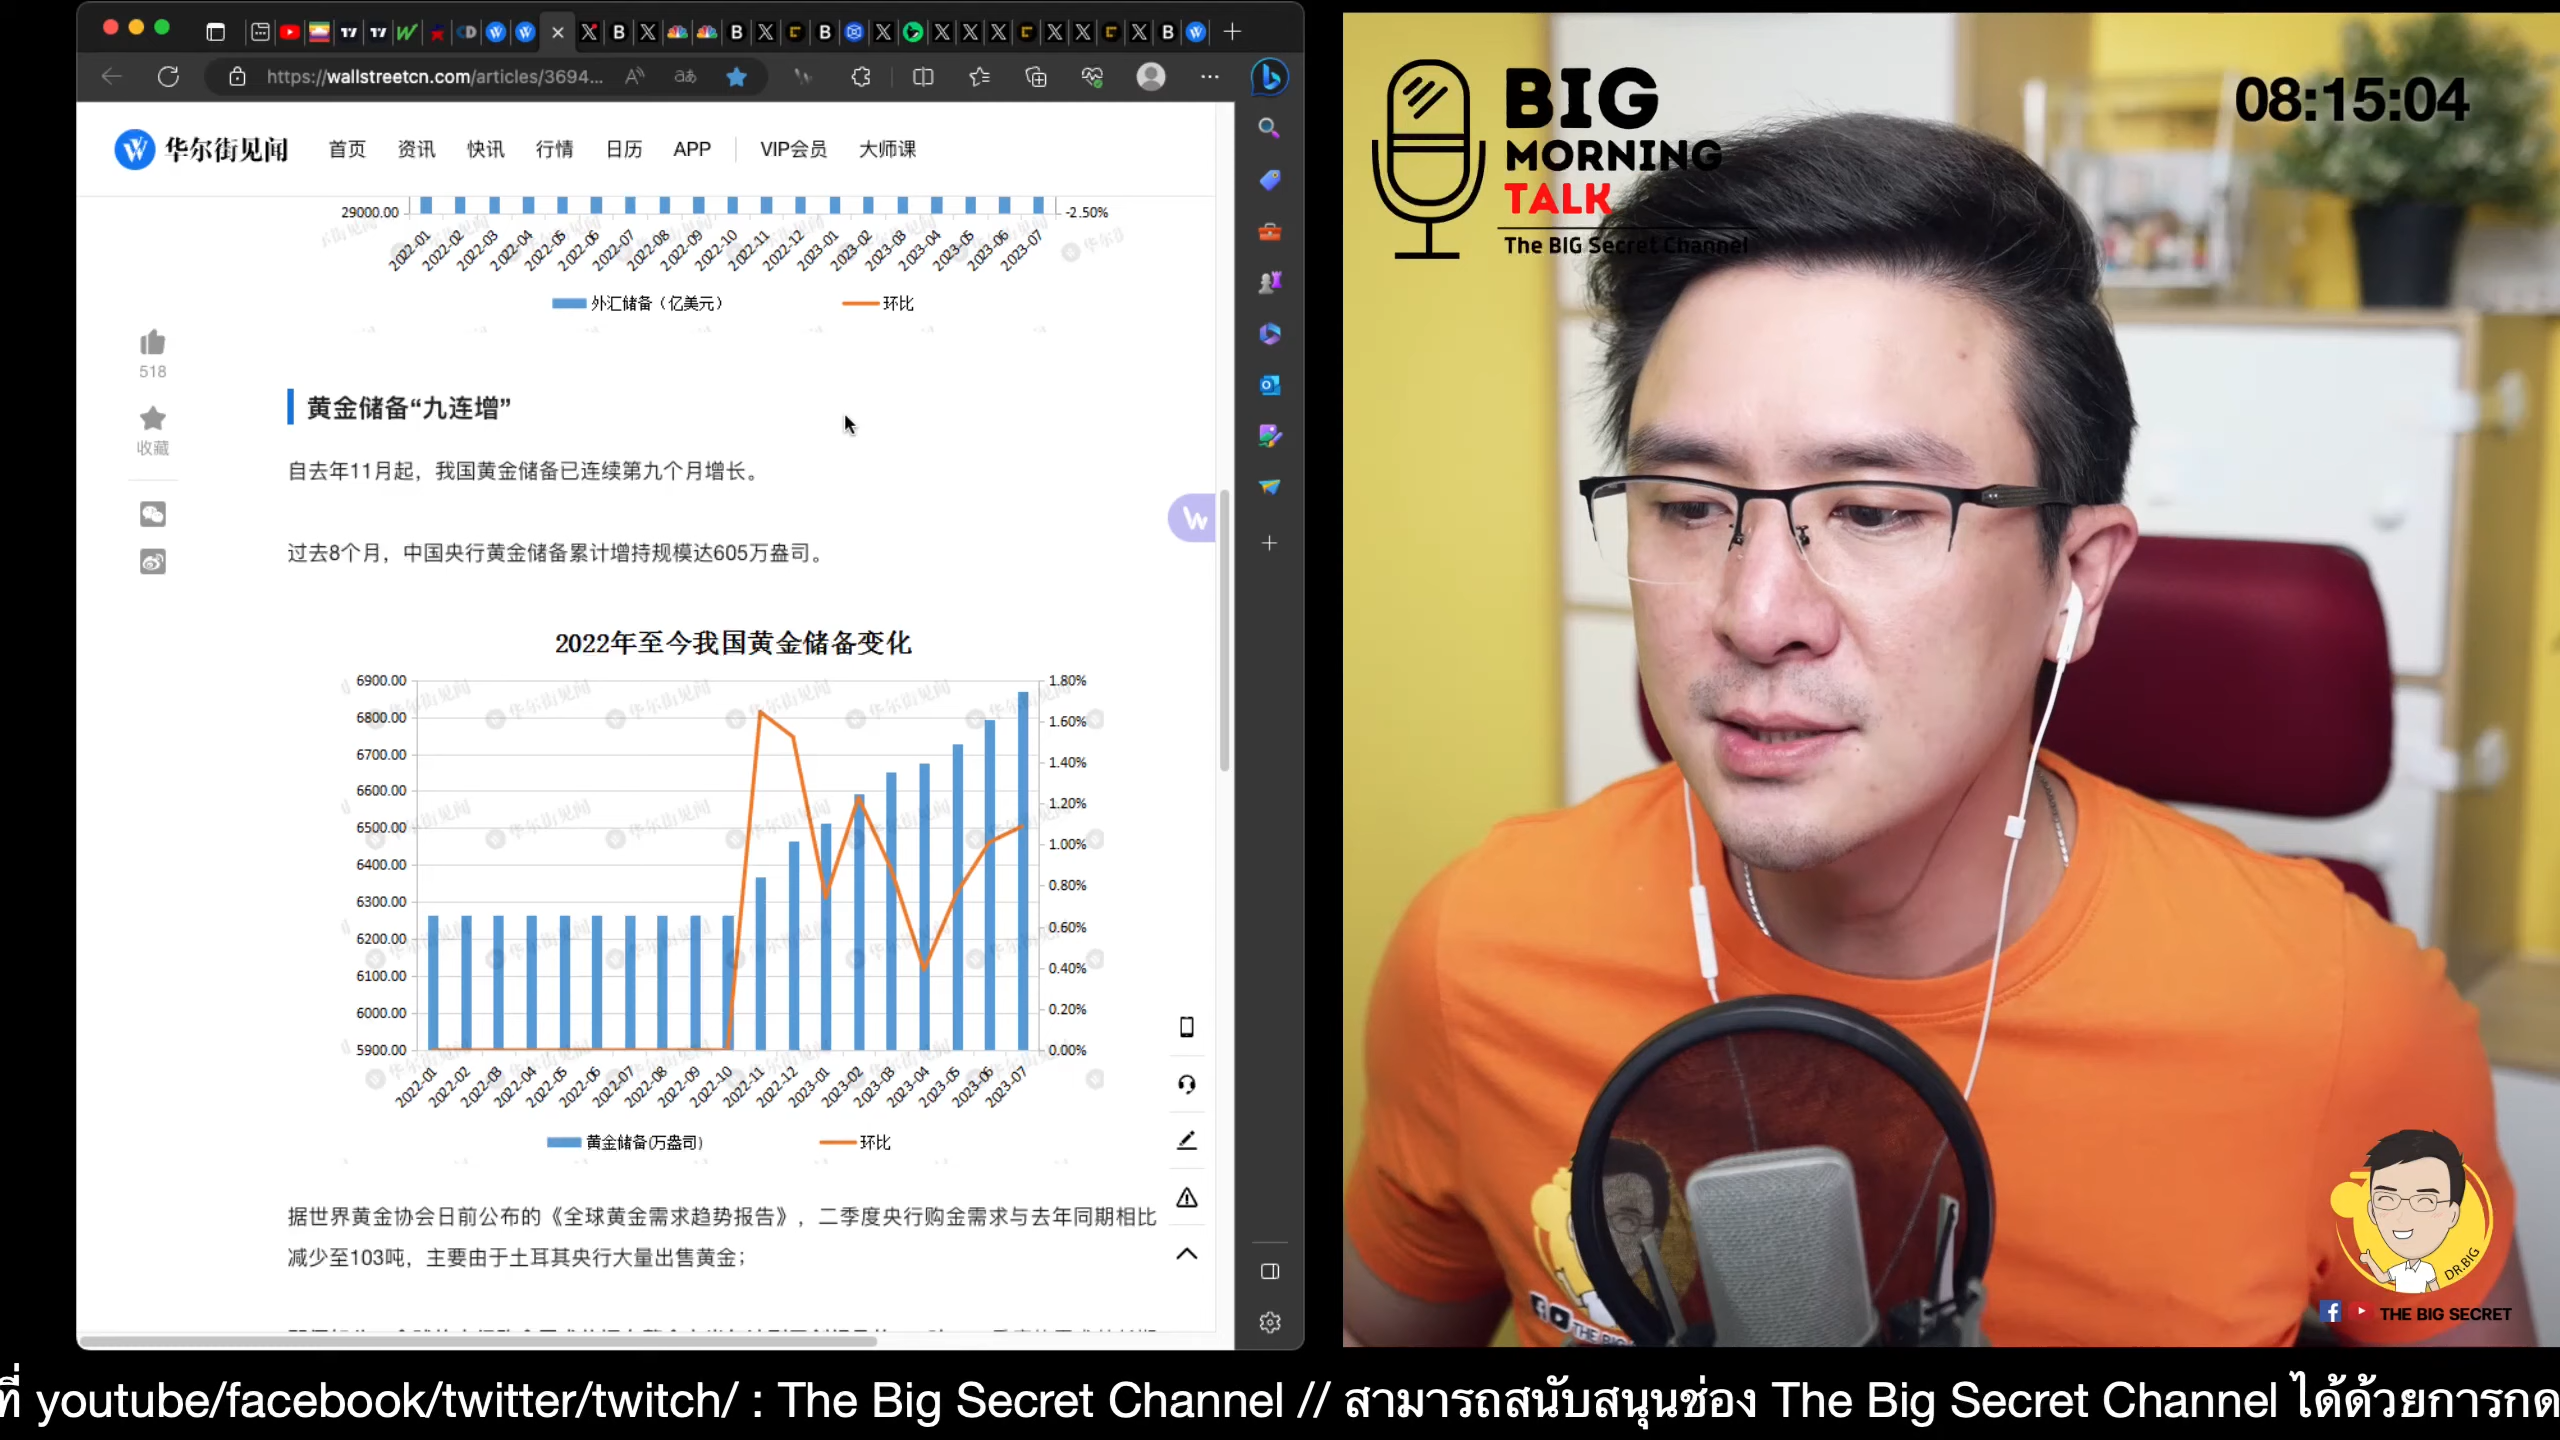 https://wallstreetcn.com/articles/3694...
华尔街见闻
首页 资讯 快讯 行情 日历 APP VIP会员 大师课
29000.00
-2.50%
2022-01 2022-02 2022-03 2022-04 2022-05 2022-06 2022-07 2022-08 2022-09 2022-10 2022-11 2022-12 2023-01 2023-02 2023-03 2023-04 2023-05 2023-06 2023-07
外汇储备（亿美元） 环比
518
收藏
黄金储备“九连增”
自去年11月起，我国黄金储备已连续第九个月增长。
过去8个月，中国央行黄金储备累计增持规模达605万盎司。
2022年至今我国黄金储备变化
6900.00
6800.00
6700.00
6600.00
6500.00
6400.00
6300.00
6200.00
6100.00
6000.00
5900.00
1.80%
1.60%
1.40%
1.20%
1.00%
0.80%
0.60%
0.40%
0.20%
0.00%
2022-01 2022-02 2022-03 2022-04 2022-05 2022-06 2022-07 2022-08 2022-09 2022-10 2022-11 2022-12 2023-01 2023-02 2023-03 2023-04 2023-05 2023-06 2023-07
黄金储备(万盎司) 环比
据世界黄金协会日前公布的《全球黄金需求趋势报告》，二季度央行购金需求与去年同期相比
减少至103吨，主要由于土耳其央行大量出售黄金；
BIG
MORNING
TALK
The BIG Secret Channel
08:15:04
DR.BIG
THE BIG SECRET
ที่ youtube/facebook/twitter/twitch/ : The Big Secret Channel // สามารถสนับสนุนช่อง The Big Secret Channel ได้ด้วยการกด